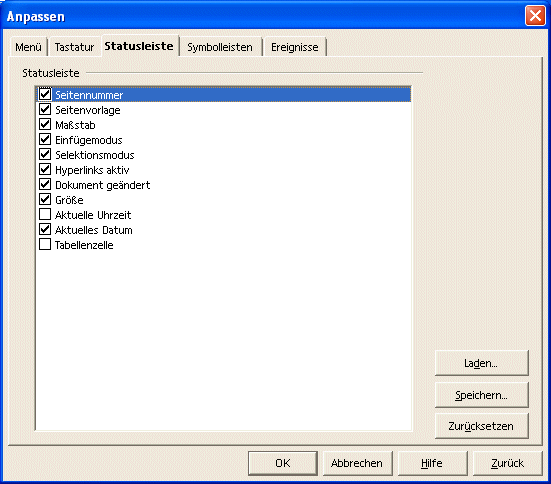 Anpassen
Menü Tastatur Statusleiste Symbolleisten Ereignisse
Statusleiste
Seitennummer
Seitenvorlage
Maßstab
Einfügemodus
Selektionsmodus
Hyperlinks aktiv
Dokument geändert
Größe
Aktuelle Uhrzeit
Aktuelles Datum
Tabellenzelle
Laden...
Speichern...
Zurücksetzen
OK Abbrechen Hilfe Zurück